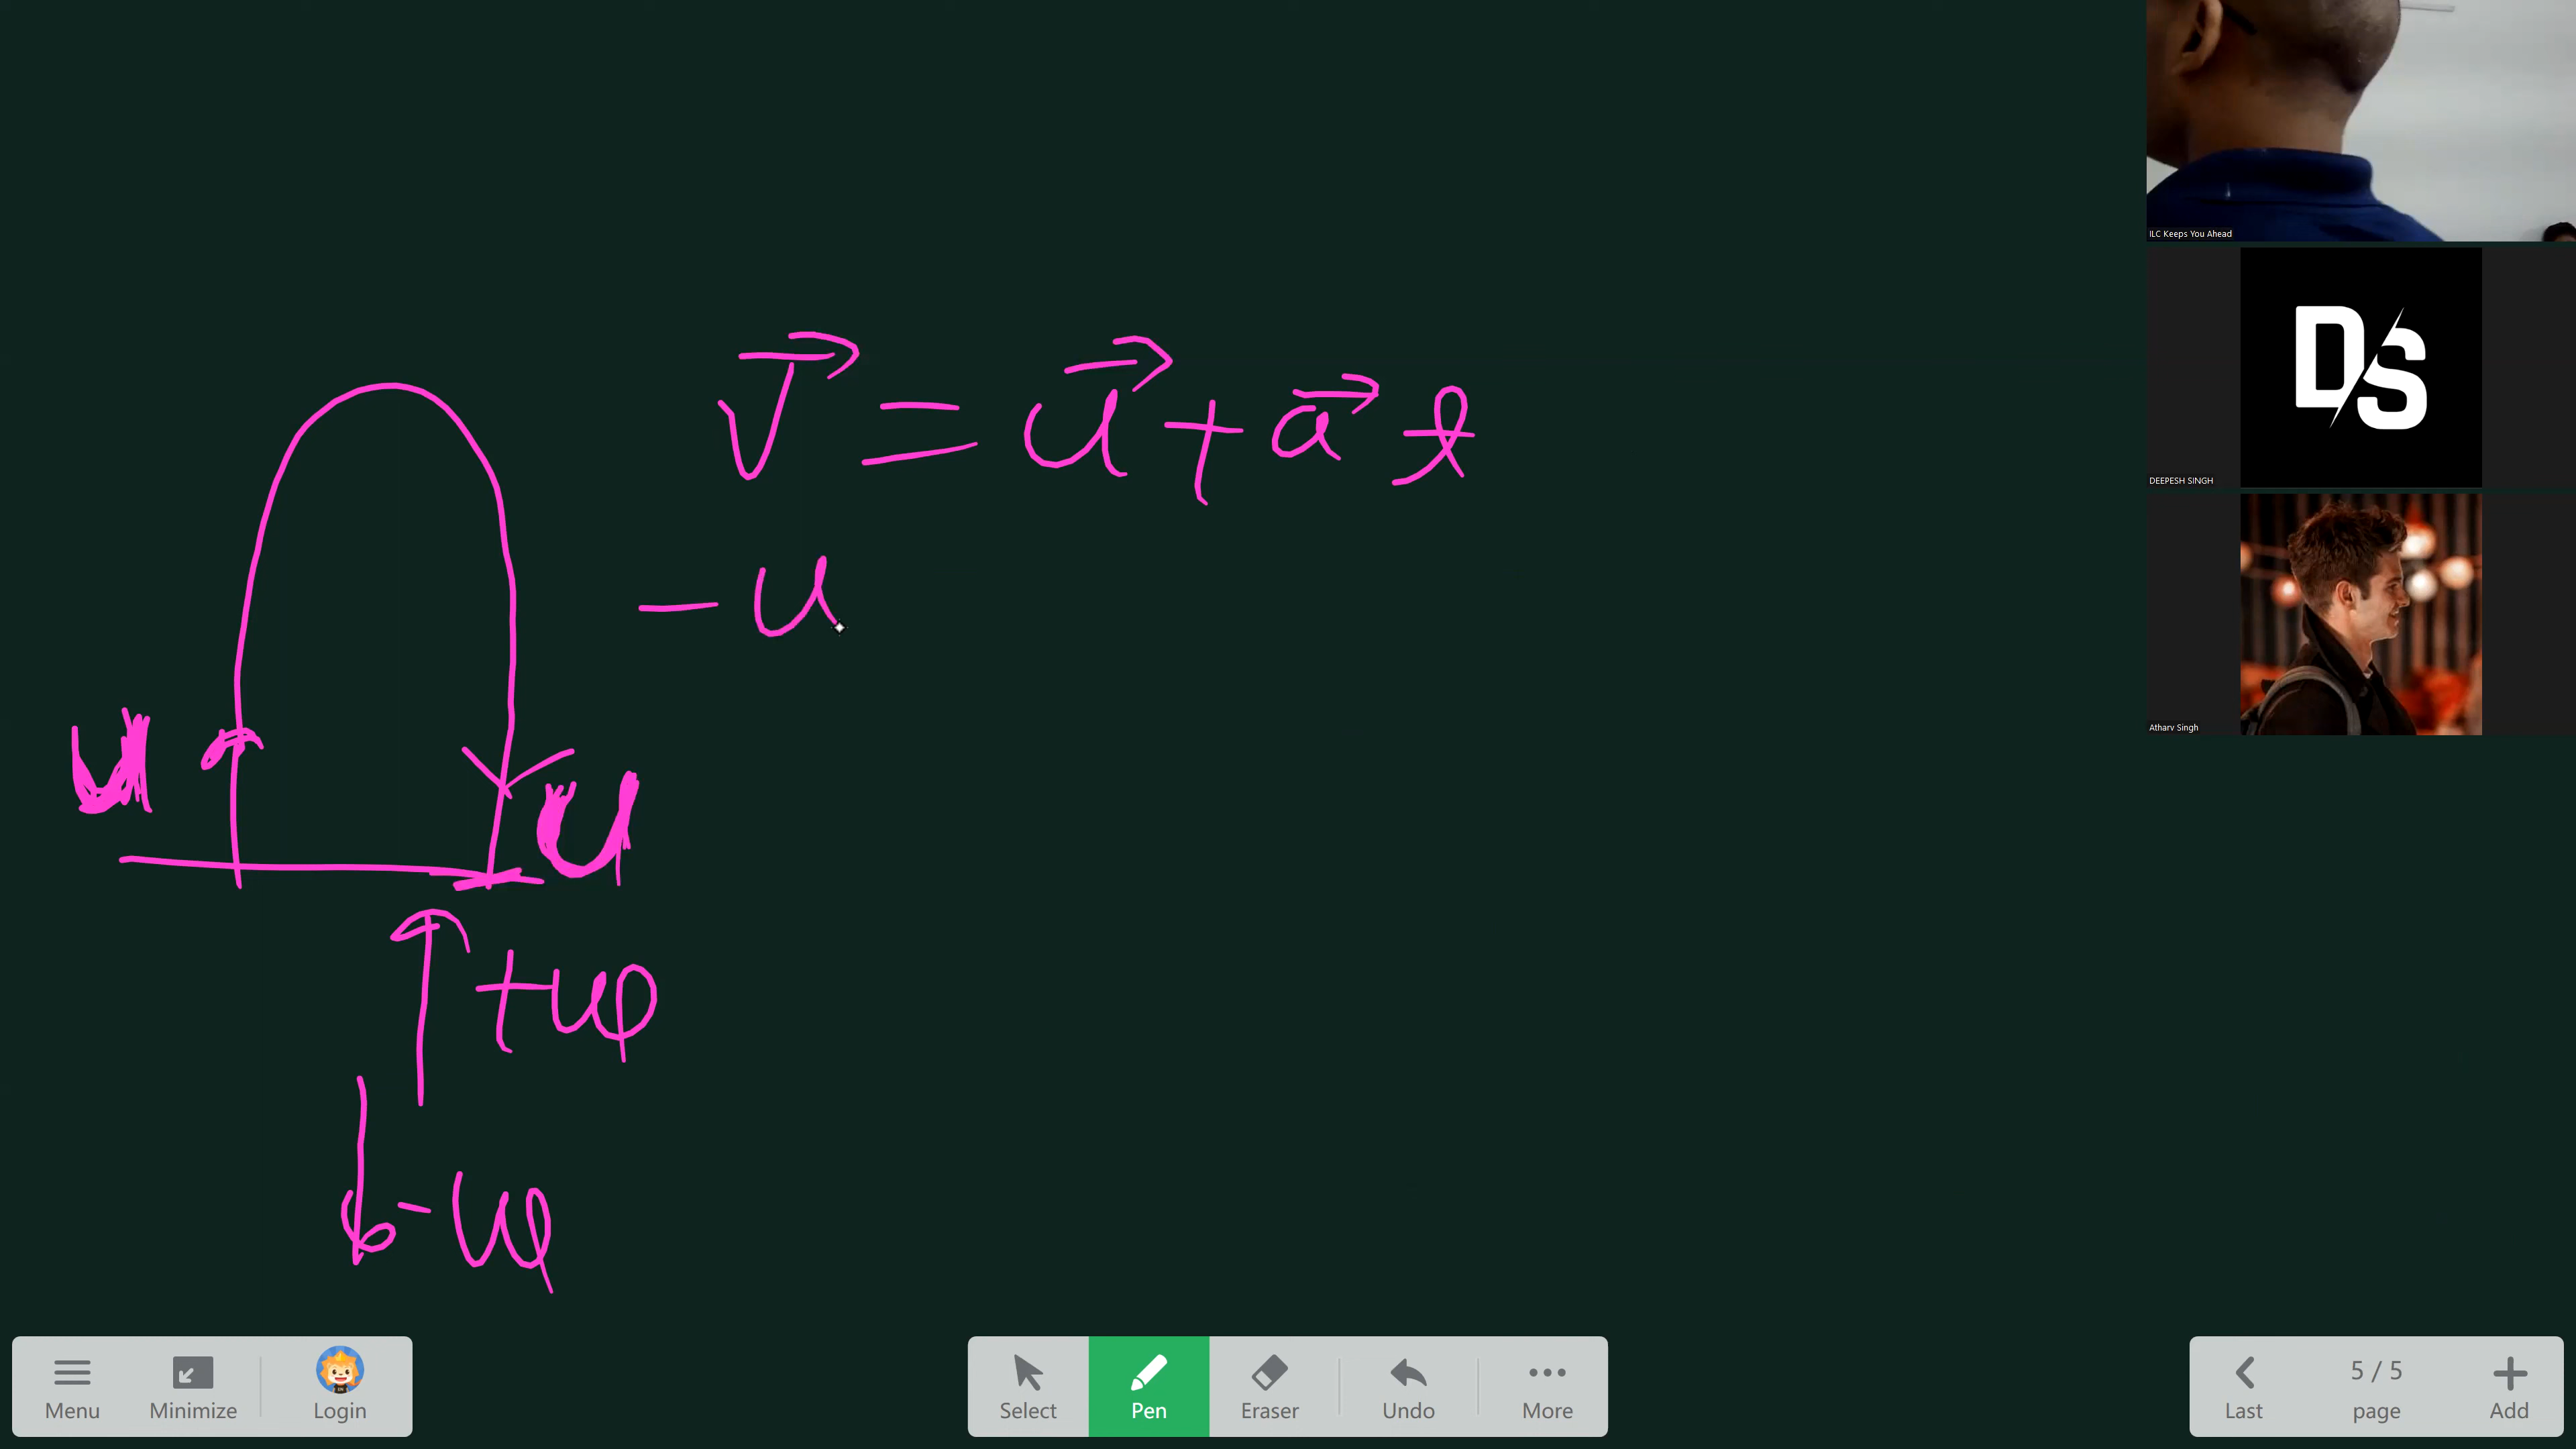 ILC Keeps You Ahead
DS
DEEPESH SINGH
Atharv Singh
V⃗ = u⃗ + a⃗ t
- u
u
u
+ up
- up
Menu
Minimize
Login
Select
Pen
Eraser
Undo
More
Last
5 / 5
page
Add